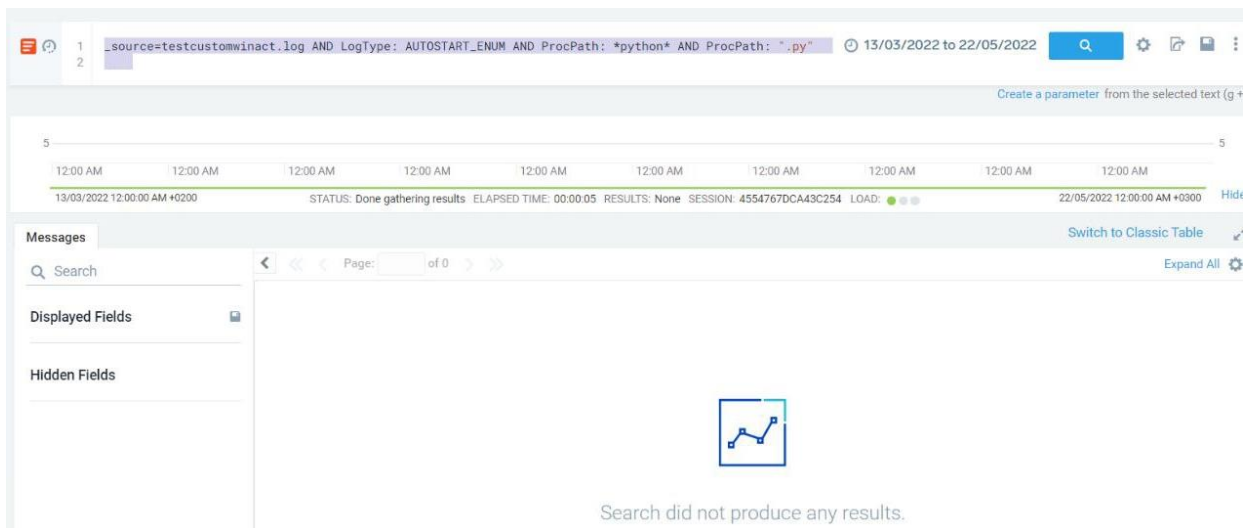 1 _source=testcustomwinact.log AND LogType: AUTOSTART_ENUM AND ProcPath: *python* AND ProcPath: ".py" 13/03/2022 to 22/05/2022
2
Create a parameter from the selected text (g +
5 5
12:00 AM 12:00 AM 12:00 AM 12:00 AM 12:00 AM 12:00 AM 12:00 AM 12:00 AM 12:00 AM 12:00 AM
13/03/2022 12:00:00 AM +0200 STATUS: Done gathering results ELAPSED TIME: 00:00:05 RESULTS: None SESSION: 4554767DCA43C254 LOAD: 22/05/2022 12:00:00 AM +0300 Hide
Messages Switch to Classic Table
Search Page: of 0 Expand All
Displayed Fields
Hidden Fields
Search did not produce any results.